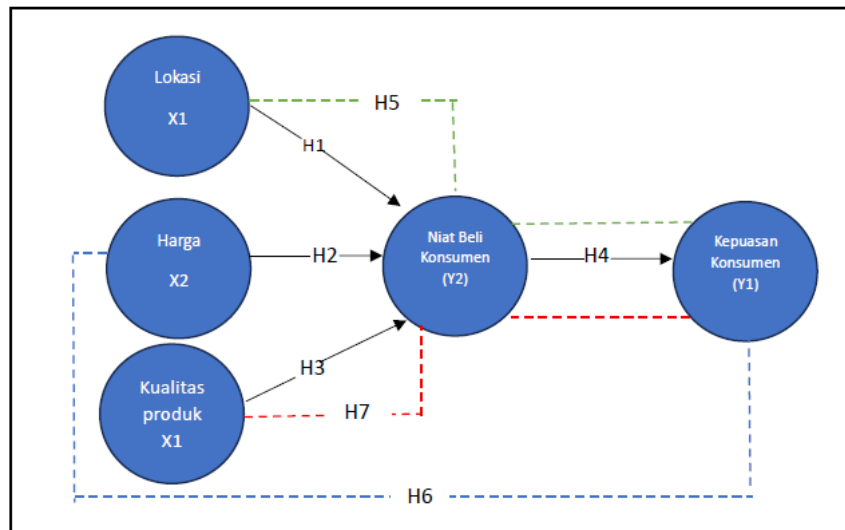 Lokasi
X1
H5
H1
Harga
X2
H2
Niat Beli
Konsumen
(Y2)
H4
Kepuasan
Konsumen
(Y1)
H3
Kualitas
produk
X1
H7
H6